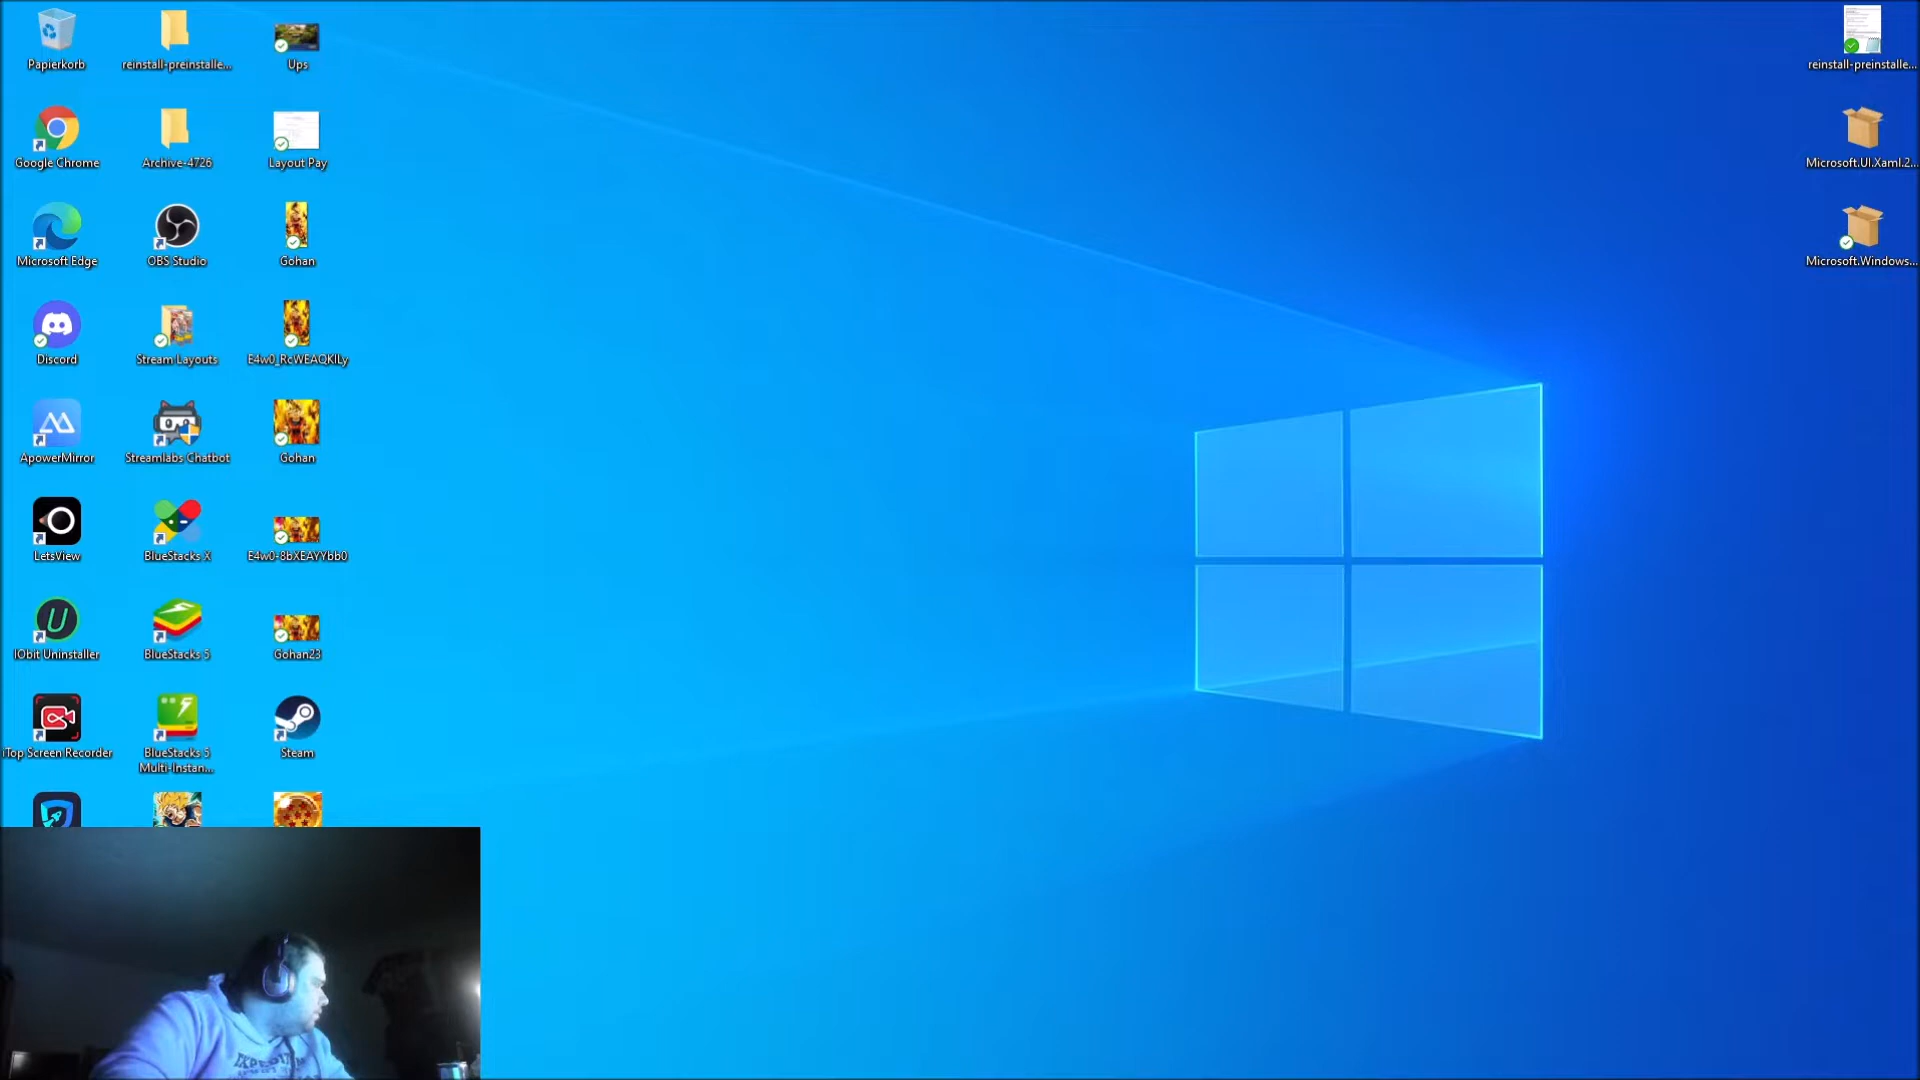 Papierkorb
reinstall-preinstalle...
Ups
Google Chrome
Archive-4726
Layout Pay
Microsoft Edge
OBS Studio
Gohan
Discord
Stream Layouts
E4w0_RcWEAQKILy
ApowerMirror
Streamlabs Chatbot
Gohan
LetsView
BlueStacks X
E4w0-8bXEAYYbb0
IObit Uninstaller
BlueStacks 5
Gohan23
iTop Screen Recorder
BlueStacks 5
Multi-Instan...
Steam
reinstall-preinstalle...
Microsoft.UI.Xaml.2...
Microsoft.Windows...